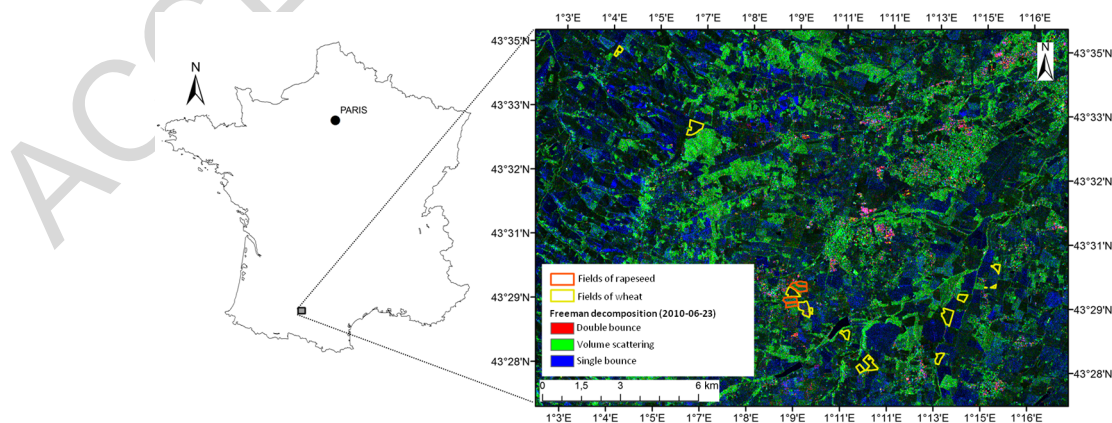 ACC
N
PARIS
1°3'E 1°4'E 1°5'E 1°7'E 1°8'E 1°9'E 1°11'E 1°11'E 1°13'E 1°15'E 1°16'E
43°35'N
43°33'N
43°32'N
43°31'N
43°29'N
43°28'N
N
43°35'N
43°33'N
43°32'N
43°31'N
43°29'N
43°28'N
Fields of rapeseed
Fields of wheat
Freeman decomposition (2010-06-23)
Double bounce
Volume scattering
Single bounce
0 1,5 3 6 km
1°3'E 1°4'E 1°5'E 1°7'E 1°8'E 1°9'E 1°11'E 1°11'E 1°13'E 1°15'E 1°16'E